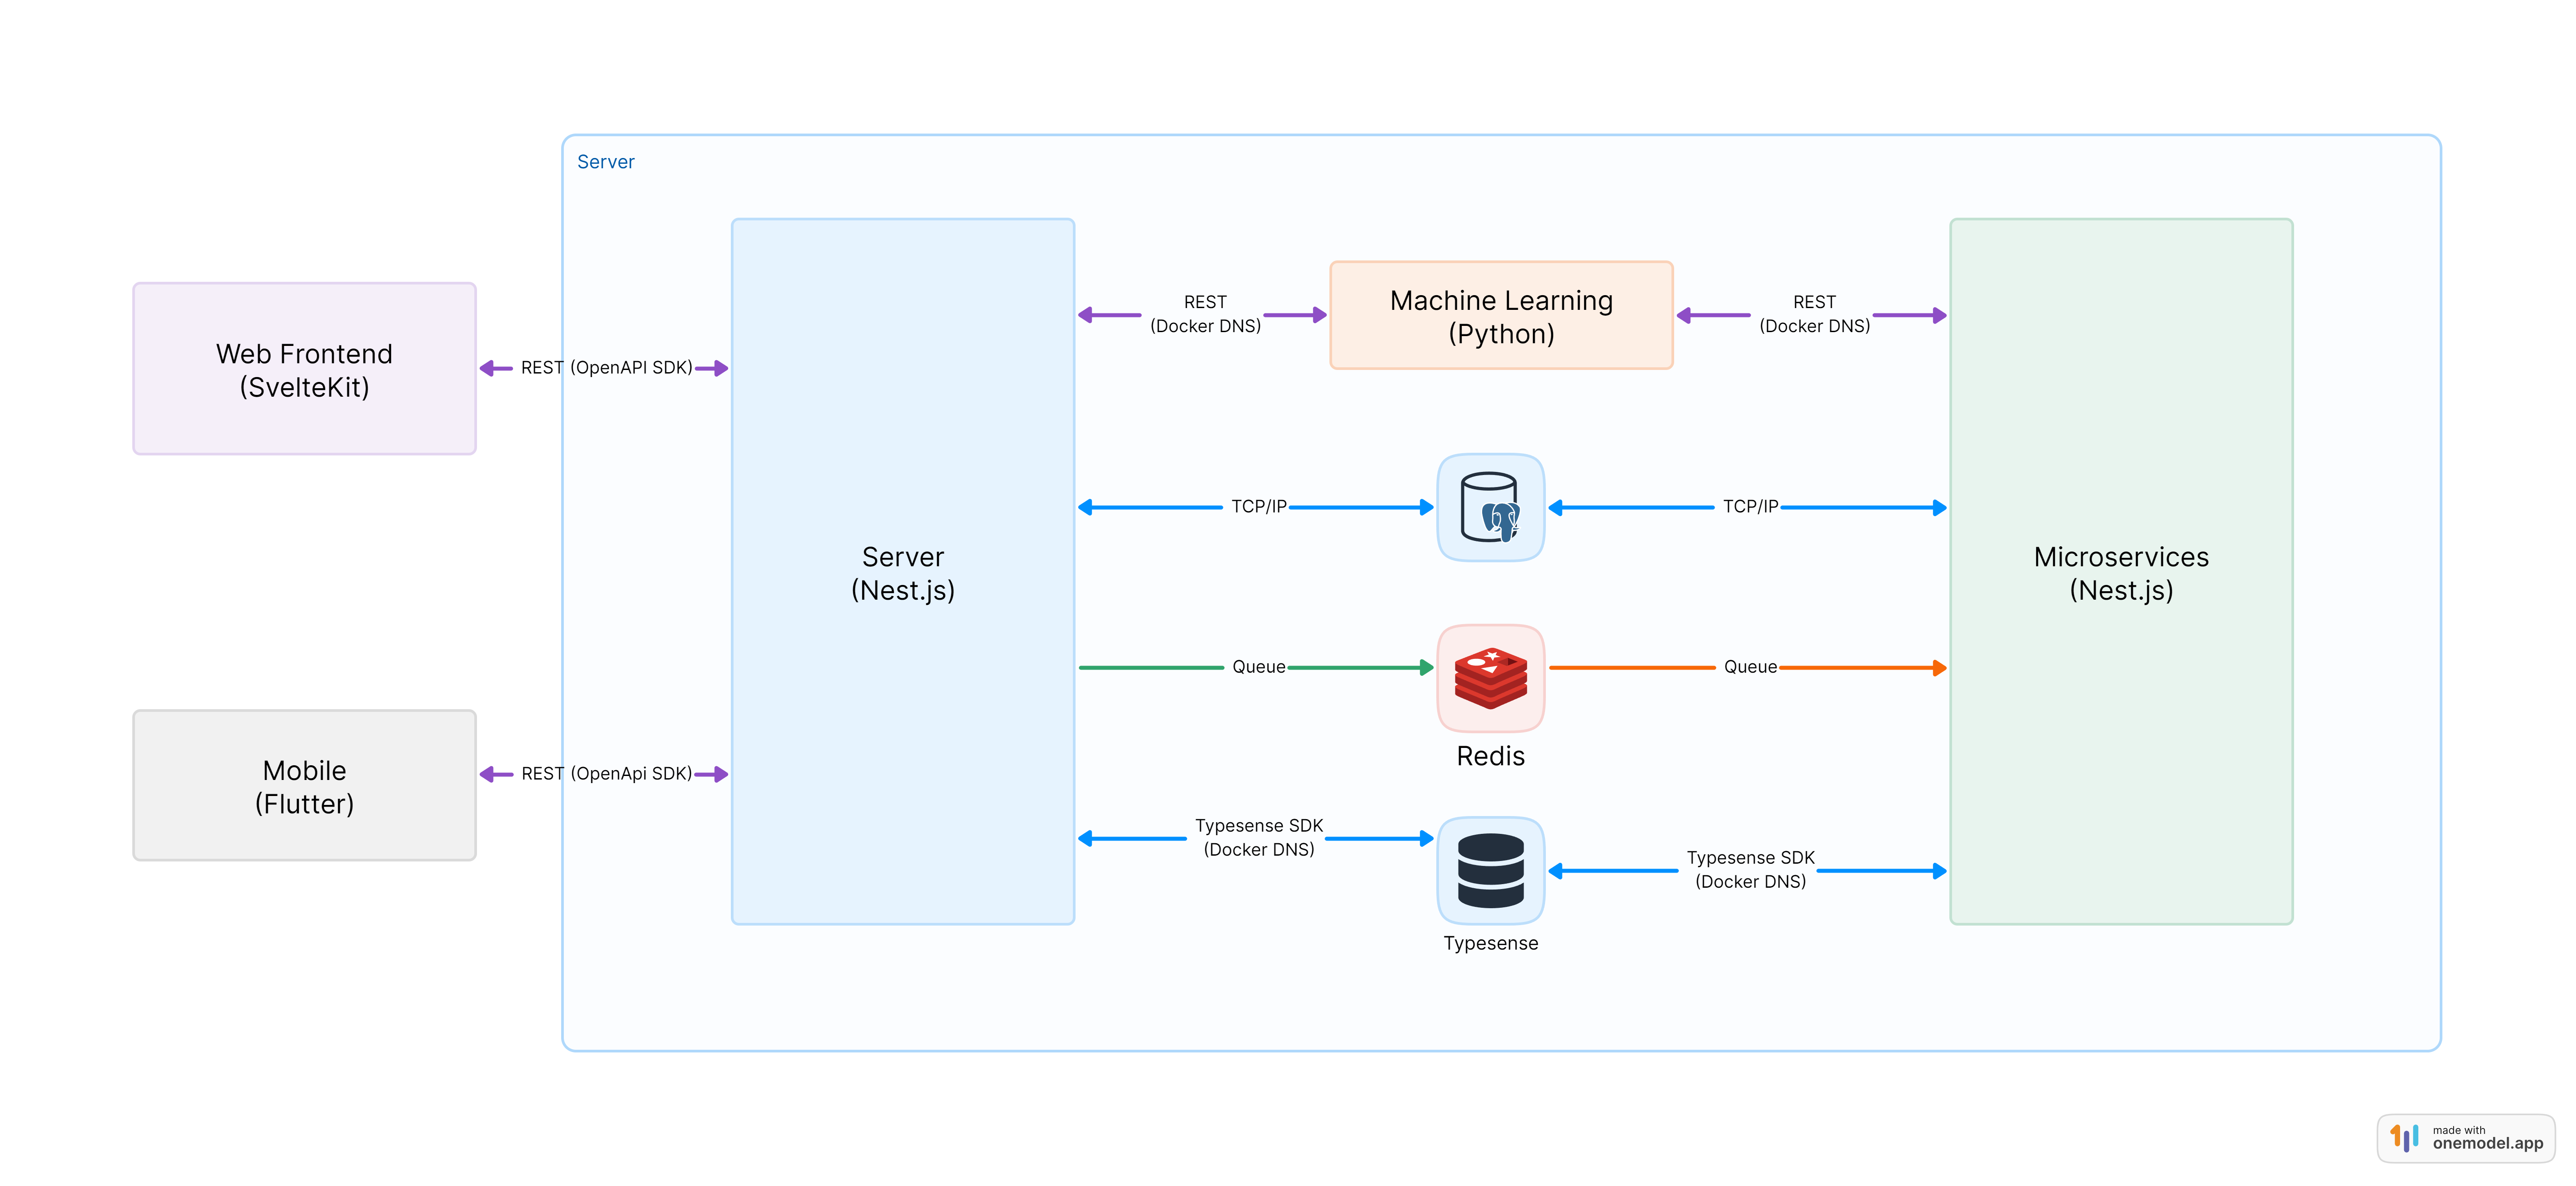 Server
Web Frontend
(SvelteKit)
REST (OpenAPI SDK)
Mobile
(Flutter)
REST (OpenApi SDK)
Server
(Nest.js)
REST
(Docker DNS)
Machine Learning
(Python)
REST
(Docker DNS)
TCP/IP
TCP/IP
Queue
Redis
Queue
Typesense SDK
(Docker DNS)
Typesense
Typesense SDK
(Docker DNS)
Microservices
(Nest.js)
made with
onemodel.app